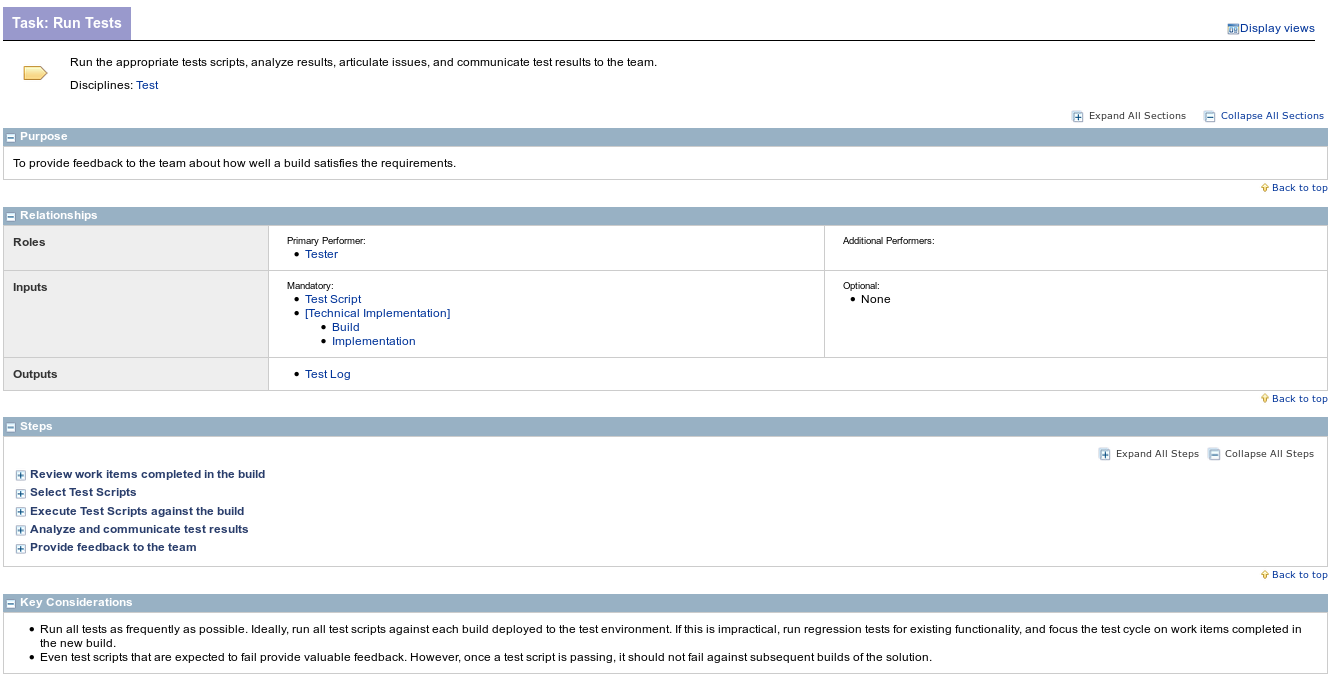 Task: Run Tests
Display views
Run the appropriate tests scripts, analyze results, articulate issues, and communicate test results to the team.
Disciplines: Test
Expand All Sections Collapse All Sections
Purpose
To provide feedback to the team about how well a build satisfies the requirements.
Back to top
Relationships
Roles
Primary Performer:
Tester
Additional Performers:
Inputs
Mandatory:
Test Script
[Technical Implementation]
Build
Implementation
Optional:
None
Outputs
Test Log
Back to top
Steps
Expand All Steps Collapse All Steps
Review work items completed in the build
Select Test Scripts
Execute Test Scripts against the build
Analyze and communicate test results
Provide feedback to the team
Back to top
Key Considerations
Run all tests as frequently as possible. Ideally, run all test scripts against each build deployed to the test environment. If this is impractical, run regression tests for existing functionality, and focus the test cycle on work items completed in
the new build.
Even test scripts that are expected to fail provide valuable feedback. However, once a test script is passing, it should not fail against subsequent builds of the solution.